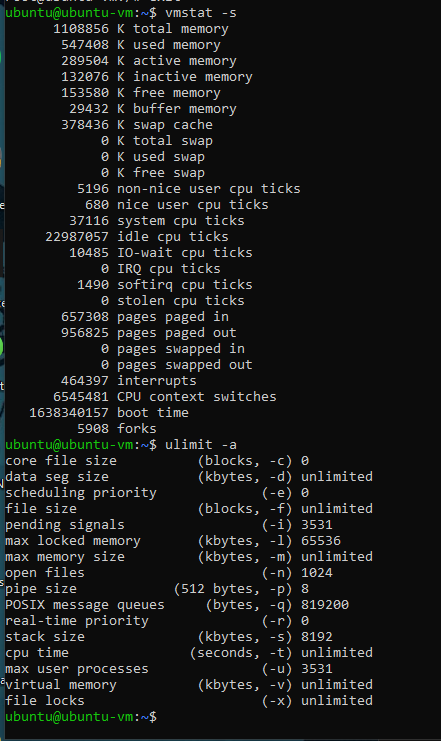 ubuntu@ubuntu-vm:~$ vmstat -s
      1108856 K total memory
       547408 K used memory
       289504 K active memory
       132076 K inactive memory
       153580 K free memory
        29432 K buffer memory
       378436 K swap cache
            0 K total swap
            0 K used swap
            0 K free swap
         5196 non-nice user cpu ticks
          680 nice user cpu ticks
        37116 system cpu ticks
     22987057 idle cpu ticks
        10485 IO-wait cpu ticks
            0 IRQ cpu ticks
         1490 softirq cpu ticks
            0 stolen cpu ticks
       657308 pages paged in
       956825 pages paged out
            0 pages swapped in
            0 pages swapped out
       464397 interrupts
      6545481 CPU context switches
   1638340157 boot time
         5908 forks
ubuntu@ubuntu-vm:~$ ulimit -a
core file size          (blocks, -c) 0
data seg size           (kbytes, -d) unlimited
scheduling priority             (-e) 0
file size               (blocks, -f) unlimited
pending signals                 (-i) 3531
max locked memory       (kbytes, -l) 65536
max memory size         (kbytes, -m) unlimited
open files                      (-n) 1024
pipe size            (512 bytes, -p) 8
POSIX message queues     (bytes, -q) 819200
real-time priority              (-r) 0
stack size              (kbytes, -s) 8192
cpu time               (seconds, -t) unlimited
max user processes              (-u) 3531
virtual memory          (kbytes, -v) unlimited
file locks                      (-x) unlimited
ubuntu@ubuntu-vm:~$